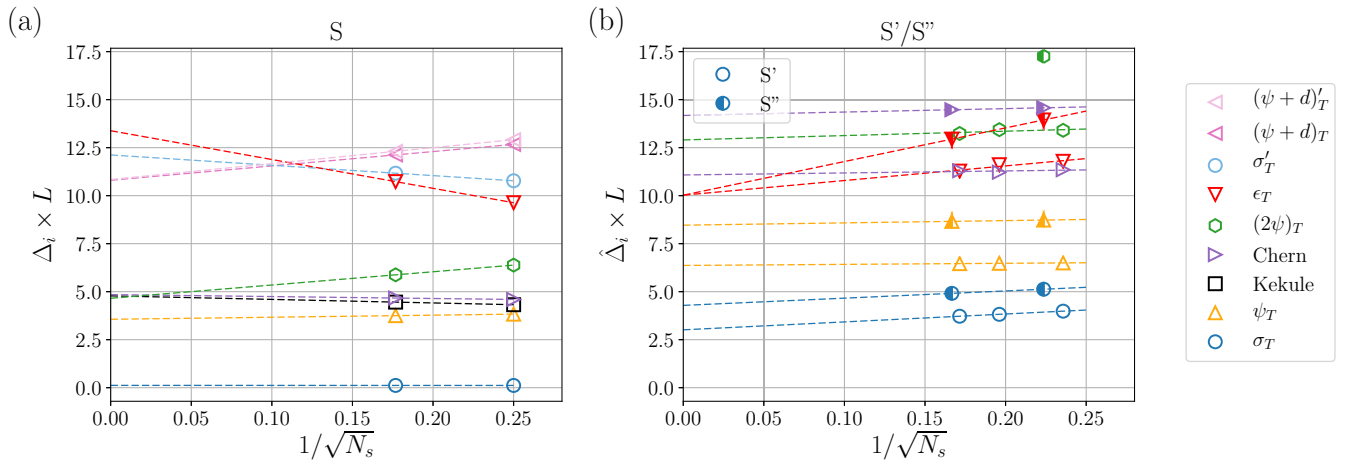 (a)
S
17.5
15.0
12.5
10.0
7.5
5.0
2.5
0.0
Δ_i × L
0.00
0.10
0.15
0.20
0.25
1/√N_s
(b)
S'/S"
S'
S"
17.5
15.0
12.5
10.0
7.5
5.0
2.5
0.0
Δ̂_i × L
0.00
0.05
0.10
0.15
0.20
0.25
1/√N_s
(ψ + d)'_T
(ψ + d)_T
σ'_T
ϵ_T
(2ψ)_T
Chern
Kekule
ψ_T
σ_T